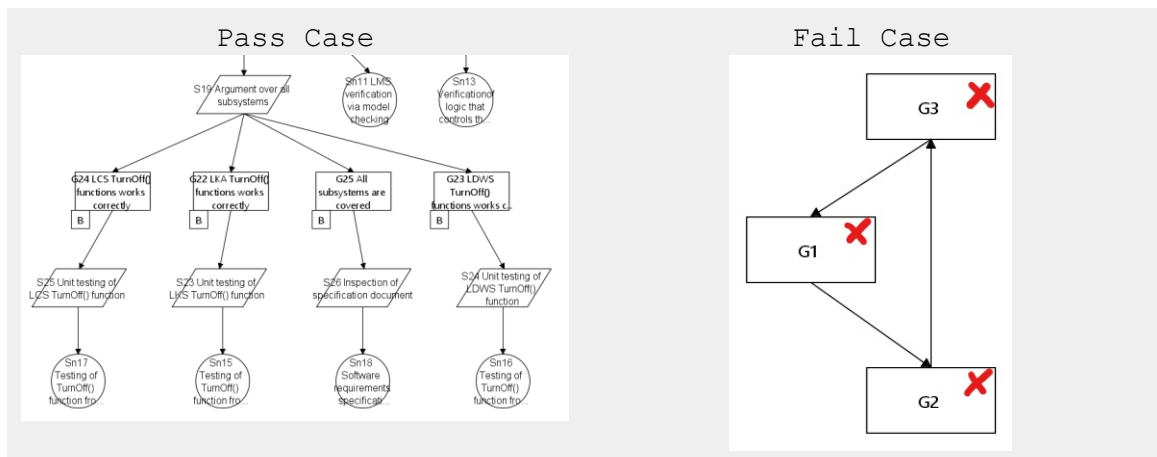 Pass Case
Fail Case
S19 Argument over all
subsystems
Sn11 LMS
verification
via model
checking
Sn13
Verificationof
logic that
controls th...
G24 LCS TurnOff()
functions works
correctly
B
G22 LKA TurnOff()
functions works
correctly
B
G25 All
subsystems are
covered
B
G23 LDWS
TurnOff()
functions works c...
B
S25 Unit testing of
LCS TurnOff() function
S23 Unit testing of
LKS TurnOff() function
S26 Inspection of
specification document
S24 Unit testing of
LDWS TurnOff()
function
Sn17
Testing of
TurnOff()
function fro...
Sn15
Testing of
TurnOff()
function fro...
Sn18
Software
requirements
specificati...
Sn16
Testing of
TurnOff()
function fro...
G3
G1
G2